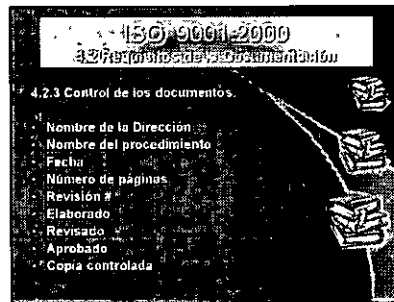 ISO 9001-2000
4.2 Requisitos de la Documentación
4.2.3 Control de los documentos.
Nombre de la Dirección
Nombre del procedimiento
Fecha
Número de páginas
Revisión #
Elaborado
Revisado
Aprobado
Copia controlada